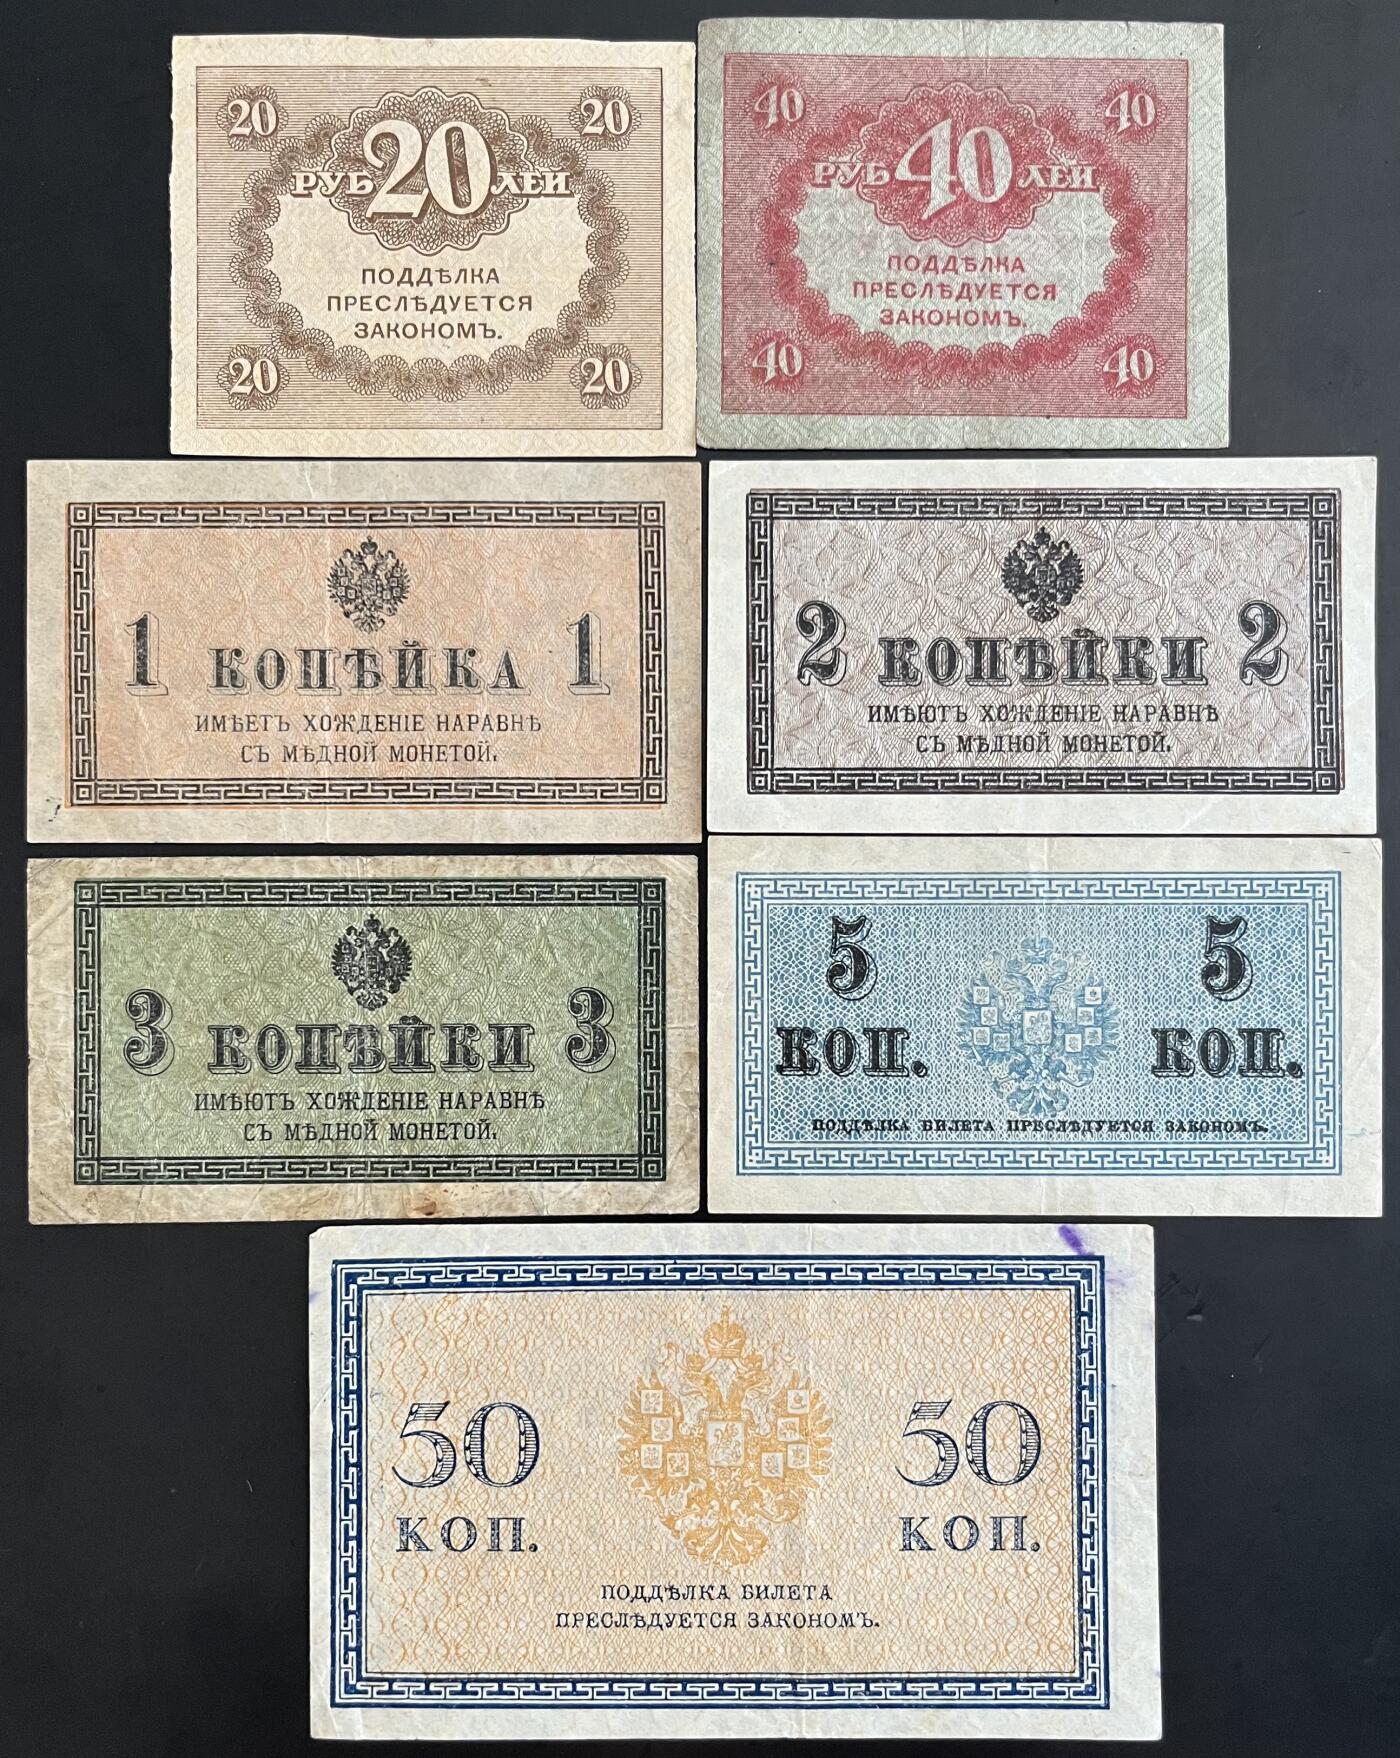 20 20
РУБ 20 ЛЕЙ
ПОДДѢЛКА
ПРЕСЛѢДУЕТСЯ
ЗАКОНОМЪ.
20 20
40 40
РУБ 40 ЛЕЙ
ПОДДѢЛКА
ПРЕСЛѢДУЕТСЯ
ЗАКОНОМЪ.
40 40
1 КОПѢЙКА 1
ИМѢЕТЪ ХОЖДЕНІЕ НАРАВНѢ
СЪ МѢДНОЙ МОНЕТОЙ.
2 КОПѢЙКИ 2
ИМѢЮТЪ ХОЖДЕНІЕ НАРАВНѢ
СЪ МѢДНОЙ МОНЕТОЙ.
3 КОПѢЙКИ 3
ИМѢЮТЪ ХОЖДЕНІЕ НАРАВНѢ
СЪ МѢДНОЙ МОНЕТОЙ.
5 5
КОП. КОП.
ПОДДѢЛКА БИЛЕТА ПРЕСЛѢДУЕТСЯ ЗАКОНОМЪ.
50 50
КОП. КОП.
ПОДДѢЛКА БИЛЕТА
ПРЕСЛѢДУЕТСЯ ЗАКОНОМЪ.